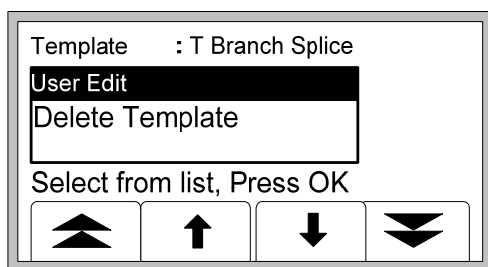 Template : T Branch Splice
User Edit
Delete Template
Select from list, Press OK